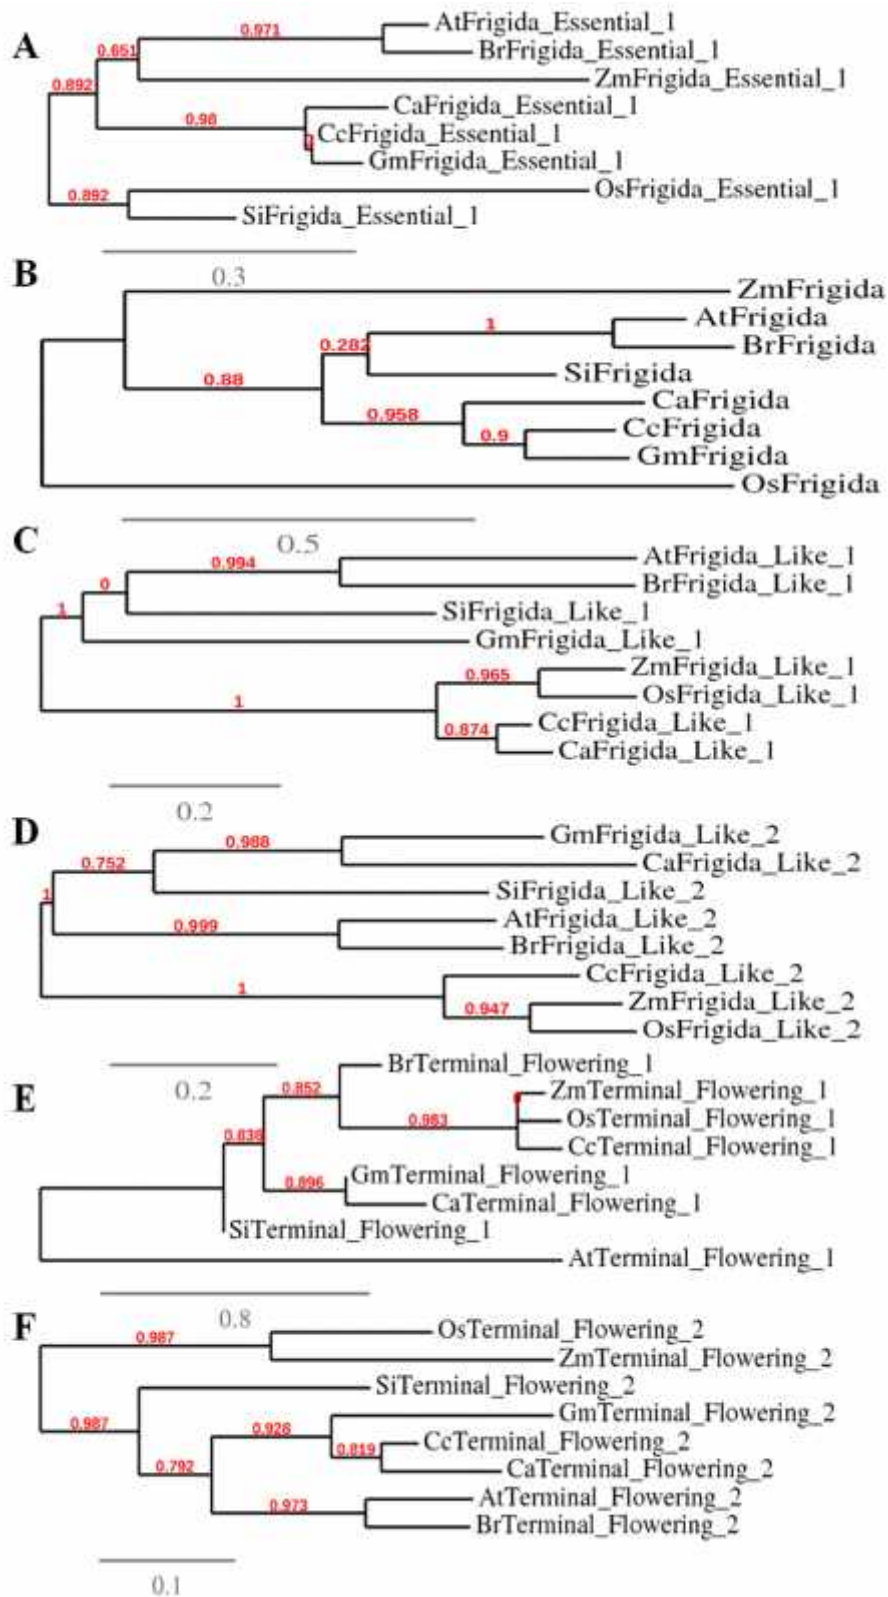 A
0.971
AtFrigida_Essential_1
BrFrigida_Essential_1
0.651
ZmFrigida_Essential_1
0.892
CaFrigida_Essential_1
0.98
CcFrigida_Essential_1
GmFrigida_Essential_1
0.892
OsFrigida_Essential_1
SiFrigida_Essential_1
0.3
B
ZmFrigida
AtFrigida
1
BrFrigida
0.282
SiFrigida
0.88
CaFrigida
0.958
CcFrigida
0.9
GmFrigida
OsFrigida
0.5
C
AtFrigida_Like_1
0.994
BrFrigida_Like_1
0
SiFrigida_Like_1
1
GmFrigida_Like_1
ZmFrigida_Like_1
0.965
OsFrigida_Like_1
1
CcFrigida_Like_1
0.874
CaFrigida_Like_1
0.2
D
GmFrigida_Like_2
0.988
CaFrigida_Like_2
0.752
SiFrigida_Like_2
1
AtFrigida_Like_2
0.999
BrFrigida_Like_2
CcFrigida_Like_2
1
ZmFrigida_Like_2
0.947
OsFrigida_Like_2
0.2
E
BrTerminal_Flowering_1
0.852
ZmTerminal_Flowering_1
0.983
OsTerminal_Flowering_1
CcTerminal_Flowering_1
0.838
GmTerminal_Flowering_1
0.896
CaTerminal_Flowering_1
SiTerminal_Flowering_1
AtTerminal_Flowering_1
0.8
F
OsTerminal_Flowering_2
0.987
ZmTerminal_Flowering_2
SiTerminal_Flowering_2
0.987
GmTerminal_Flowering_2
0.928
CcTerminal_Flowering_2
0.819
CaTerminal_Flowering_2
0.792
AtTerminal_Flowering_2
0.973
BrTerminal_Flowering_2
0.1